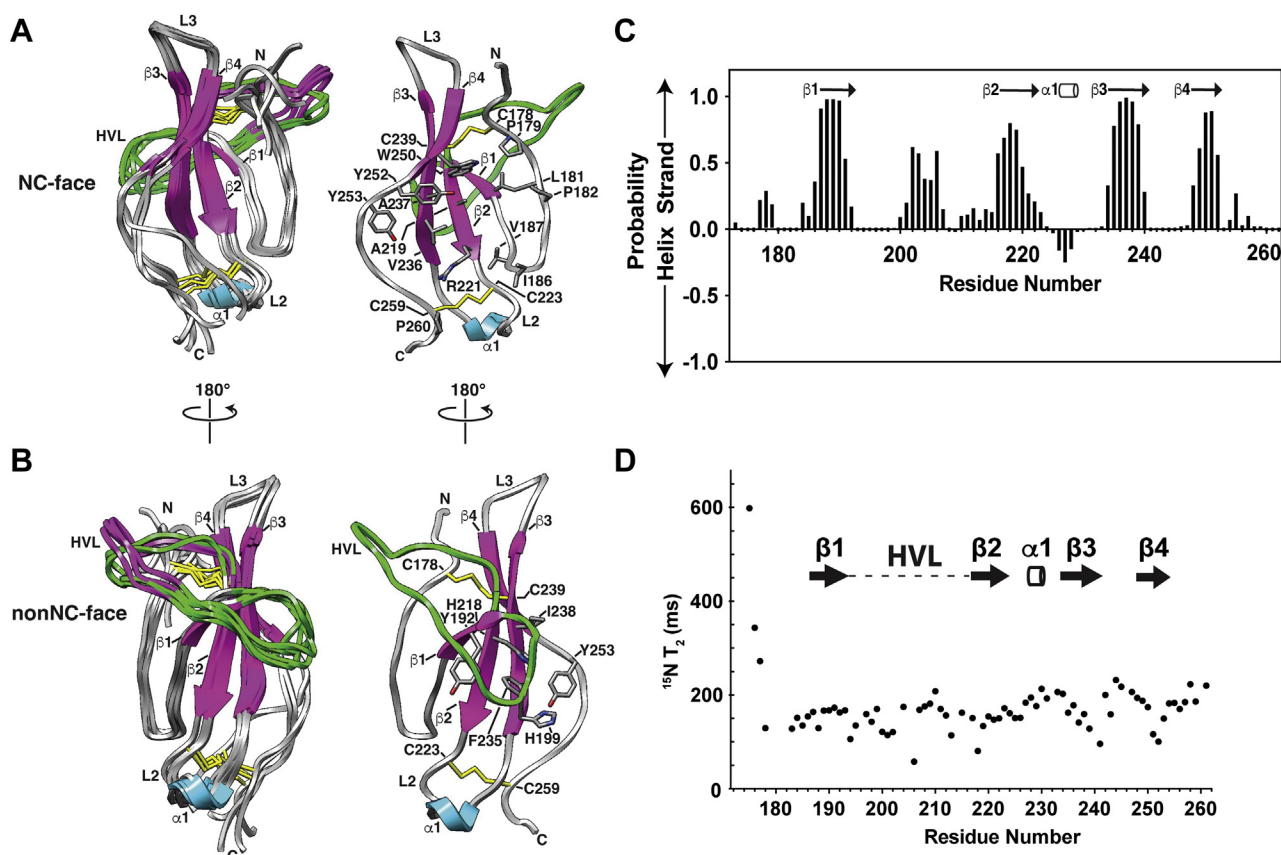 A
L3
N
β3
β4
HVL
β1
NC-face
β2
α1
L2
C
L3
N
β4
β3
C178
P179
C239
W250
β1
Y252
L181
Y253
A237
P182
β2
V187
A219
V236
I186
R221
C223
C259
P260
L2
C
α1
180°
180°
B
L3
N
β4
β3
HVL
nonNC-face
β1
β2
L2
α1
C
L3
N
β4
β3
HVL
C178
C239
H218
Y192
I238
β1
Y253
β2
F235
H199
C223
L2
C259
α1
C
C
Probability
Helix Strand
1.0
0.5
0.0
-0.5
-1.0
β1
β2
α1
β3
β4
180 200 220 240 260
Residue Number
D
¹⁵N T₂ (ms)
600
400
200
0
β1
HVL
β2
α1
β3
β4
180 190 200 210 220 230 240 250 260
Residue Number